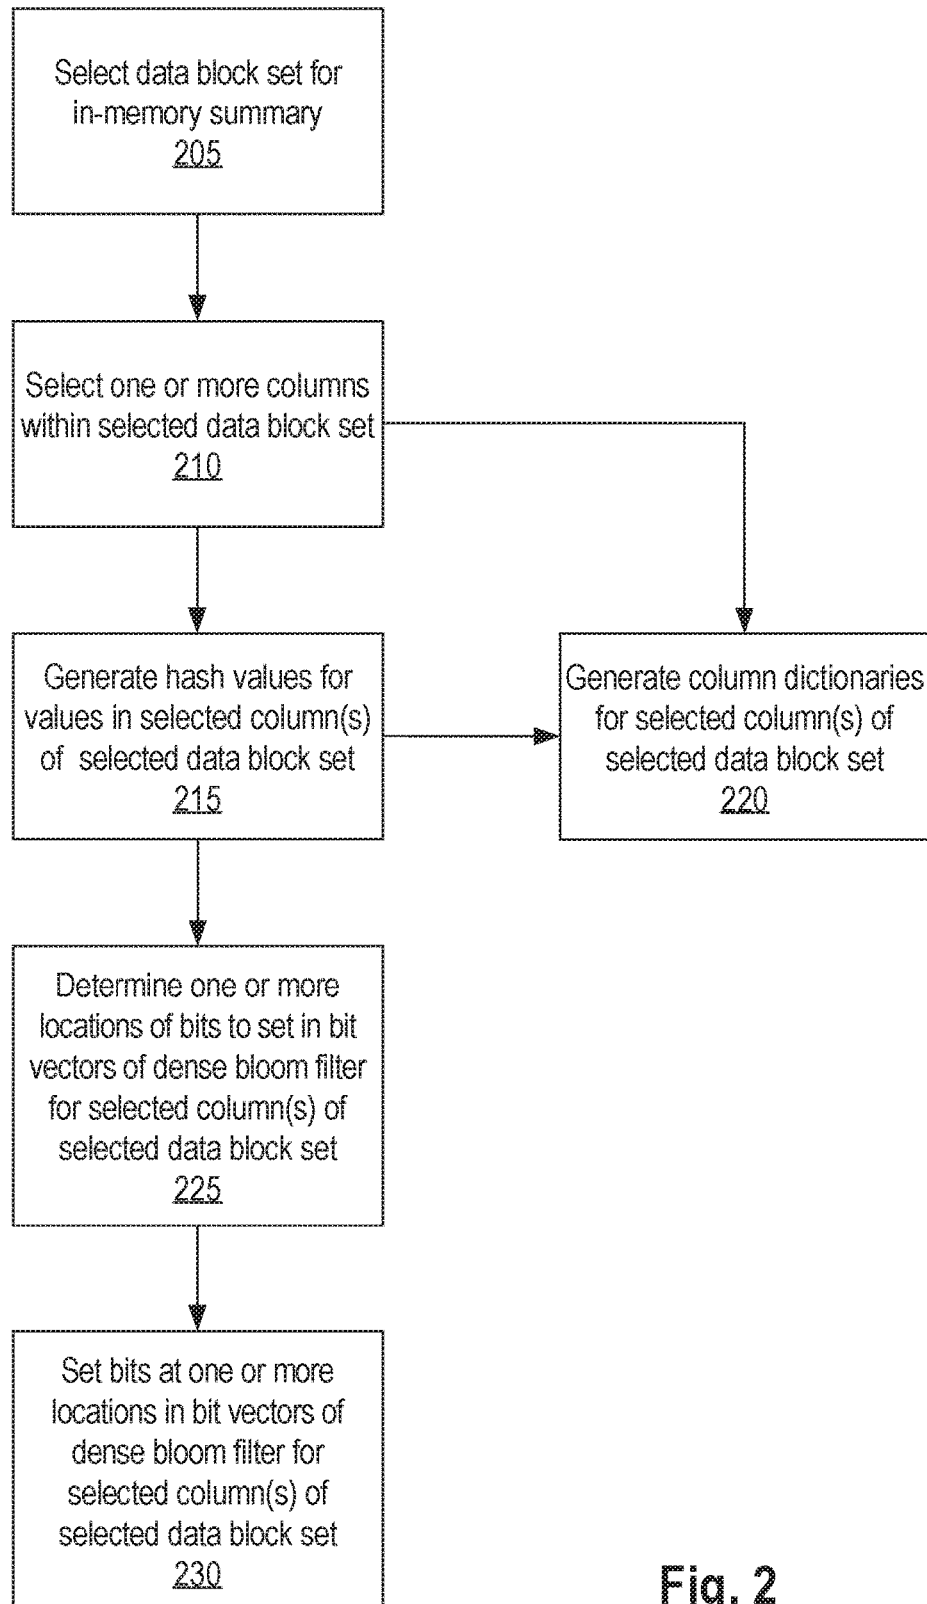 Select data block set for
in-memory summary
205
Select one or more columns
within selected data block set
210
Generate hash values for
values in selected column(s)
of selected data block set
215
Generate column dictionaries
for selected column(s) of
selected data block set
220
Determine one or more
locations of bits to set in bit
vectors of dense bloom filter
for selected column(s) of
selected data block set
225
Set bits at one or more
locations in bit vectors of
dense bloom filter for
selected column(s) of
selected data block set
230
Fig. 2